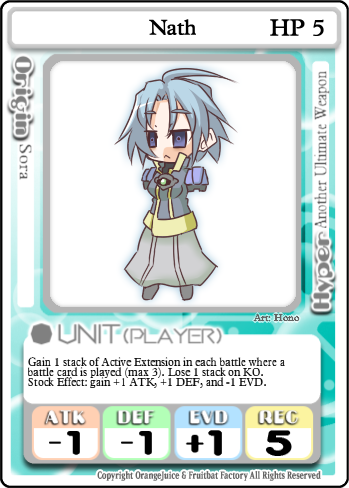 Nath HP 5
Origin Sora
Hyper Another Ultimate Weapon
Art: Hono
UNIT (PLAYER)
Gain 1 stack of Active Extension in each battle where a
battle card is played (max 3). Lose 1 stack on KO.
Stock Effect: gain +1 ATK, +1 DEF, and -1 EVD.
ATK DEF EVD REC
-1 -1 +1 5
Copyright Orangejuice & Fruitbat Factory All Rights Reserved